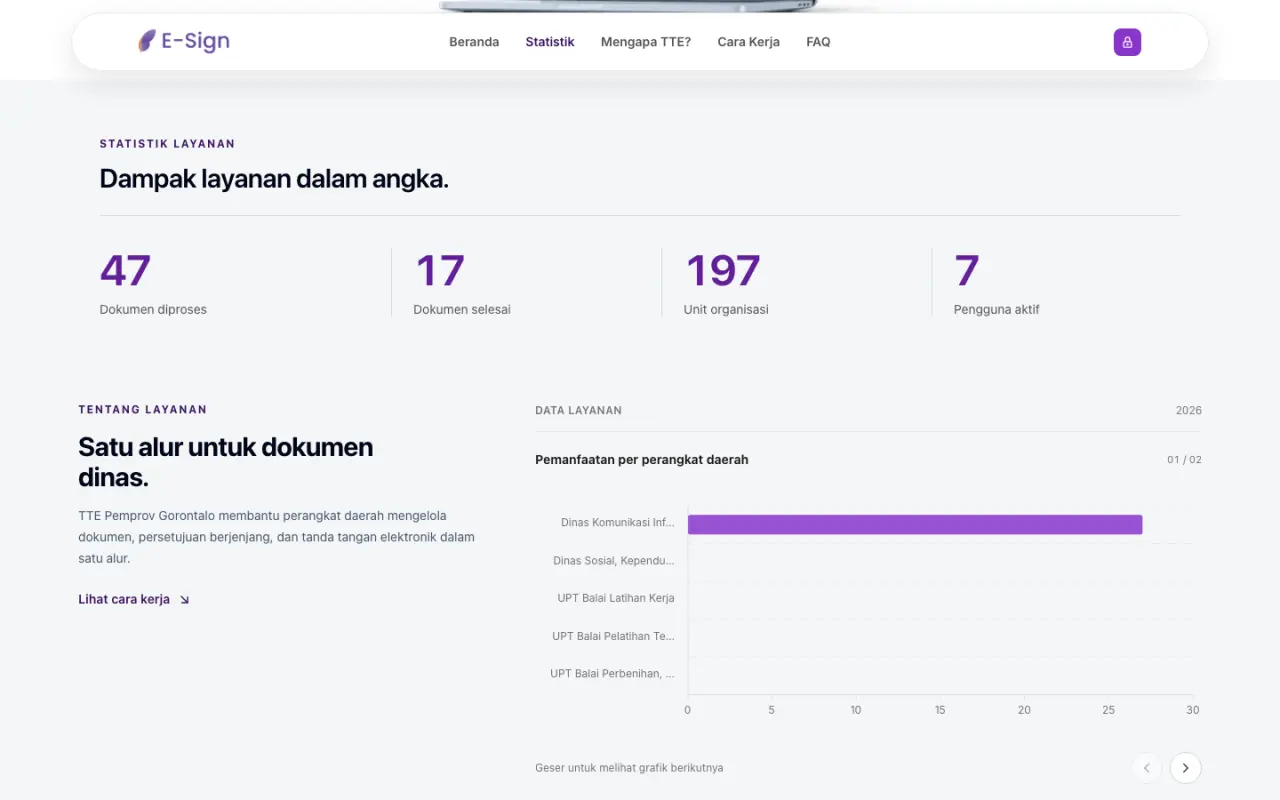 E-Sign
Beranda
Statistik
Mengapa TTE?
Cara Kerja
FAQ
STATISTIK LAYANAN
Dampak layanan dalam angka.
47
Dokumen diproses
17
Dokumen selesai
197
Unit organisasi
7
Pengguna aktif
TENTANG LAYANAN
Satu alur untuk dokumen
dinas.
TTE Pemprov Gorontalo membantu perangkat daerah mengelola
dokumen, persetujuan berjenjang, dan tanda tangan elektronik dalam
satu alur.
Lihat cara kerja
DATA LAYANAN
2026
Pemanfaatan per perangkat daerah
01 / 02
Dinas Komunikasi Inf...
Dinas Sosial, Kependu...
UPT Balai Latihan Kerja
UPT Balai Pelatihan Te...
UPT Balai Perbenihan, ...
0 5 10 15 20 25 30
Geser untuk melihat grafik berikutnya